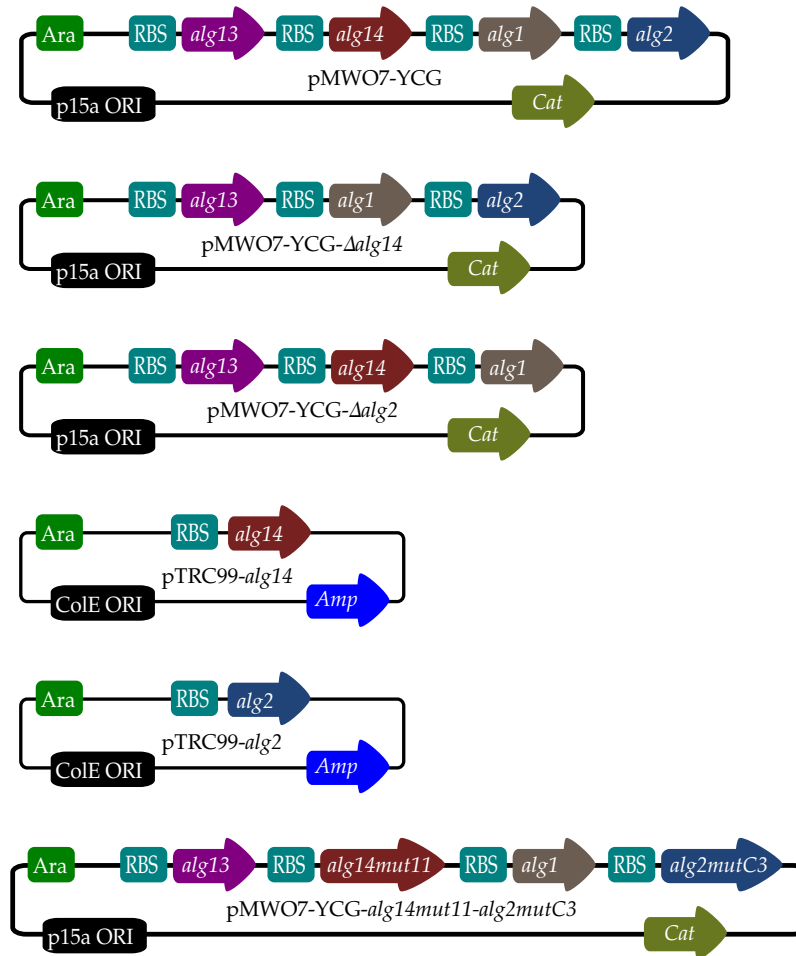 Ara RBS alg13 RBS alg14 RBS alg1 RBS alg2
pMWO7-YCG
p15a ORI Cat
Ara RBS alg13 RBS alg1 RBS alg2
pMWO7-YCG-Δalg14
p15a ORI Cat
Ara RBS alg13 RBS alg14 RBS alg1
pMWO7-YCG-Δalg2
p15a ORI Cat
Ara RBS alg14
pTRC99-alg14
ColE ORI Amp
Ara RBS alg2
pTRC99-alg2
ColE ORI Amp
Ara RBS alg13 RBS alg14mut11 RBS alg1 RBS alg2mutC3
pMWO7-YCG-alg14mut11-alg2mutC3
p15a ORI Cat